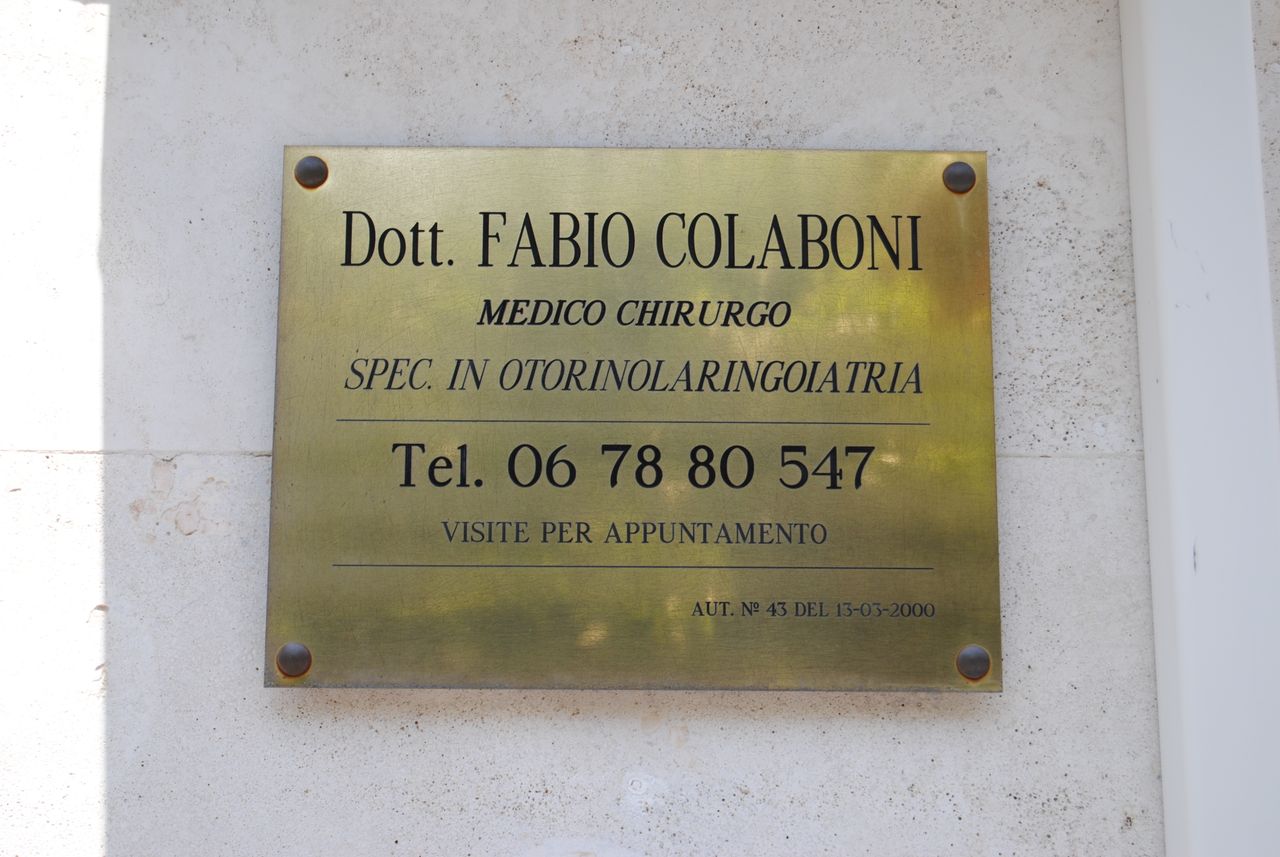 Dott. FABIO COLABONI
MEDICO CHIRURGO
SPEC. IN OTORINOLARINGOIATRIA
Tel. 06 78 80 547
VISITE PER APPUNTAMENTO
AUT. Nº 43 DEL 13-03-2000